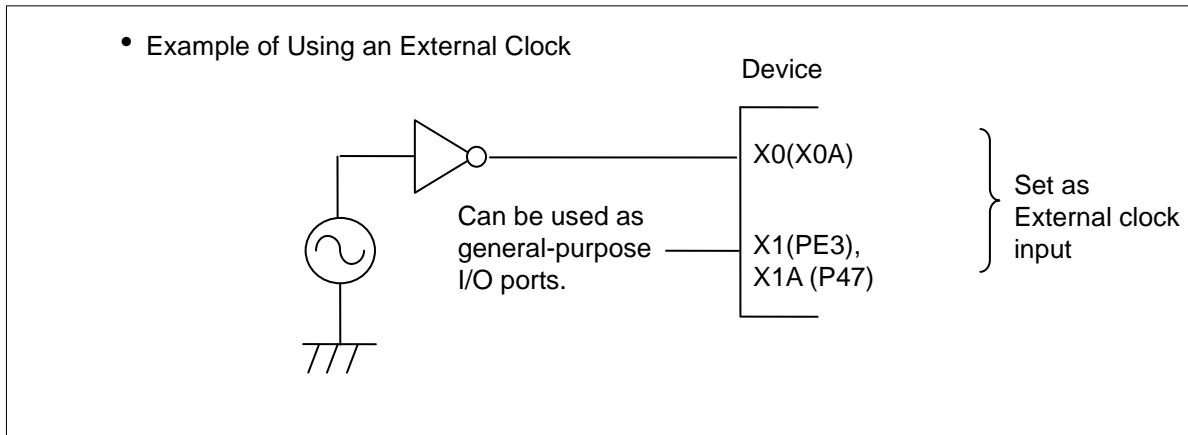 • Example of Using an External Clock
Device
X0(X0A)
Can be used as
general-purpose
I/O ports.
X1(PE3),
X1A (P47)
Set as
External clock
input